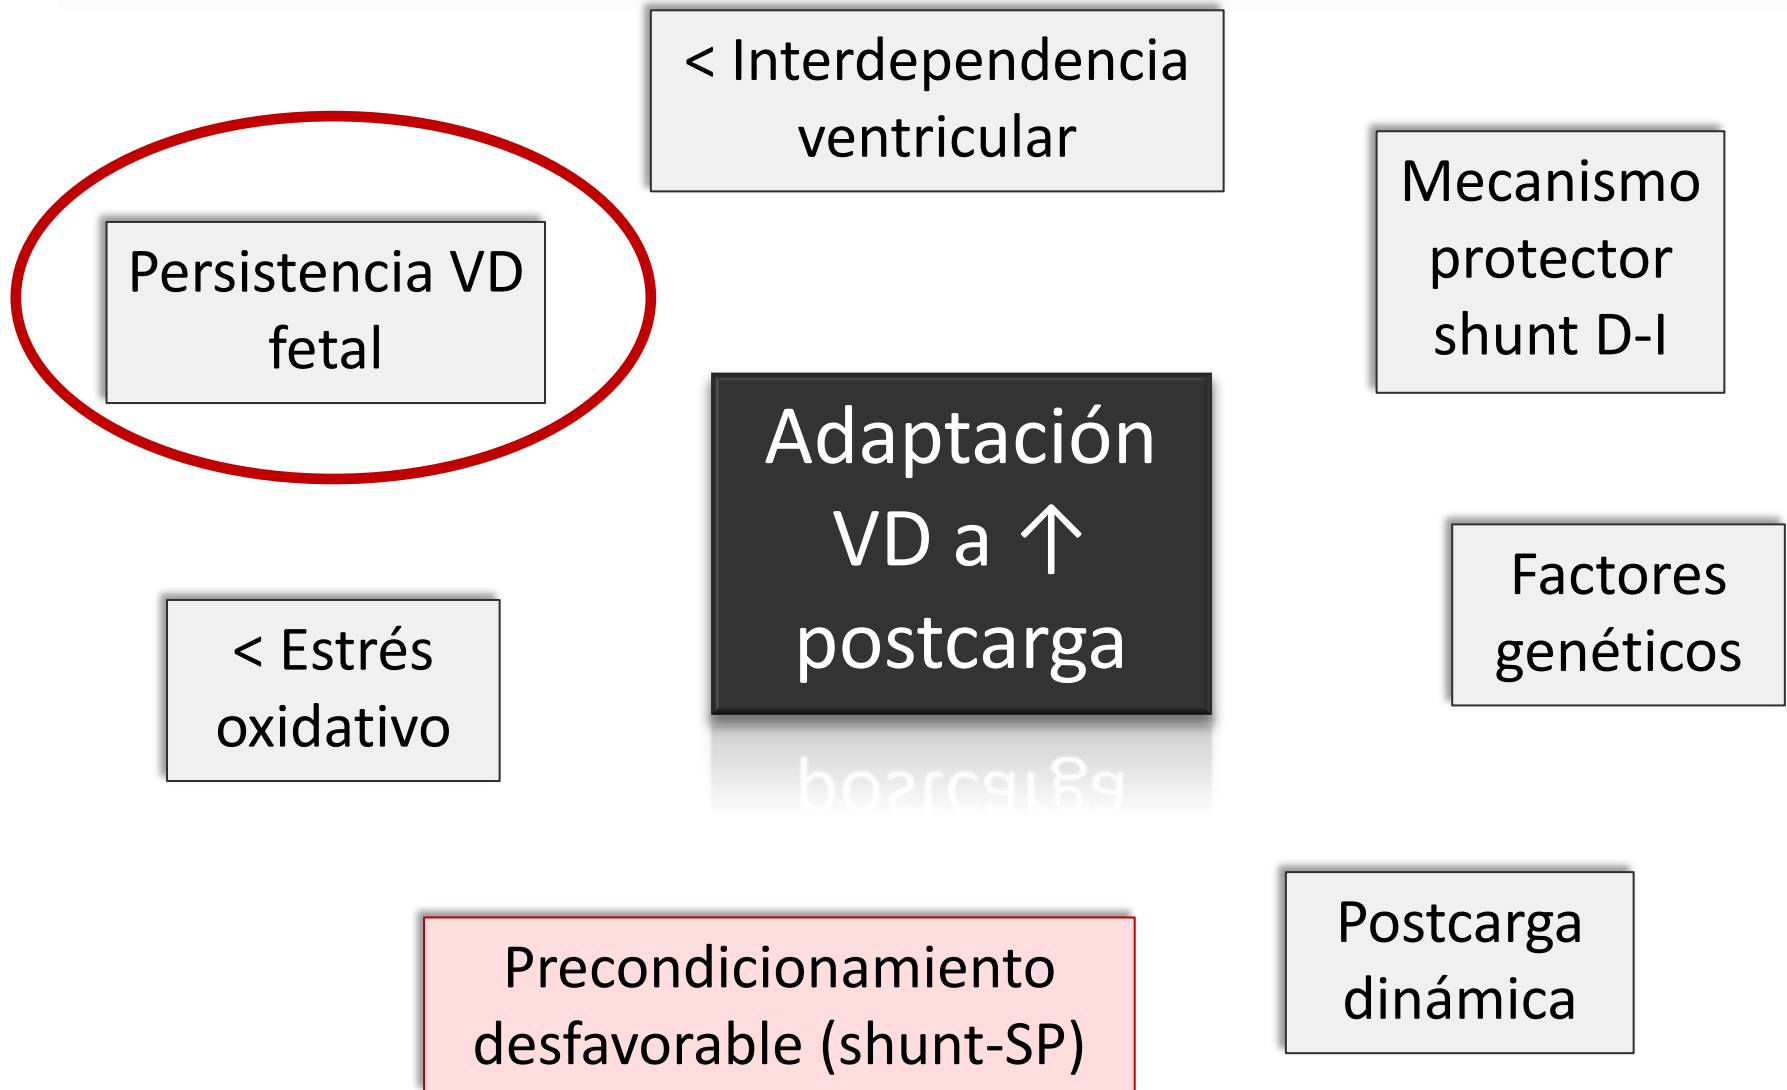 < Interdependencia
ventricular
Mecanismo
protector
shunt D-I
Persistencia VD
fetal
Adaptación
VD a ↑
postcarga
Factores
genéticos
< Estrés
oxidativo
Postcarga
dinámica
Precondicionamiento
desfavorable (shunt-SP)